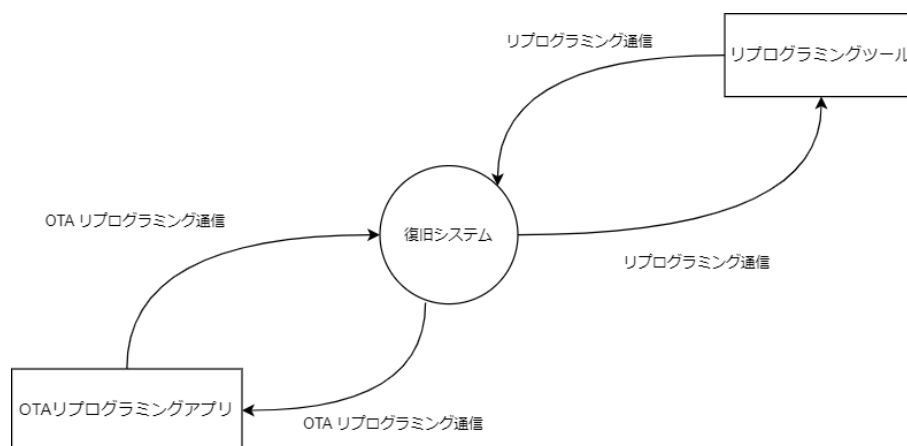 リプログラミング通信
リプログラミングツール
OTA リプログラミング通信
復旧システム
リプログラミング通信
OTAリプログラミングアプリ
OTA リプログラミング通信